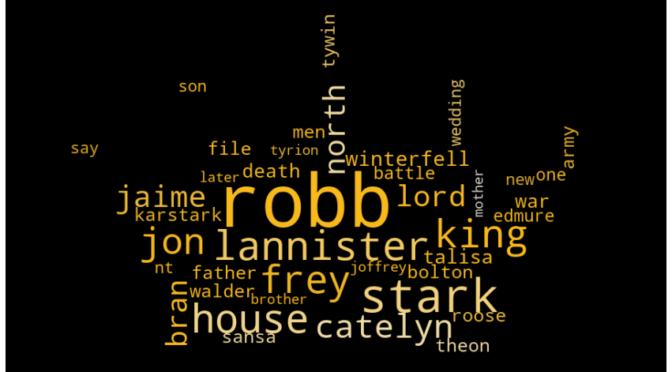 tywin
son
north
wedding
men
army
say
file
tyrion
winterfell
later
death
battle
mother
new
one
robb
jaime
lord
war
karstark
edmure
jon
lannister
king
talisa
nt
father
frey
joffrey
bolton
bran
walder
brother
stark
house
catelyn
roose
sansa
theon